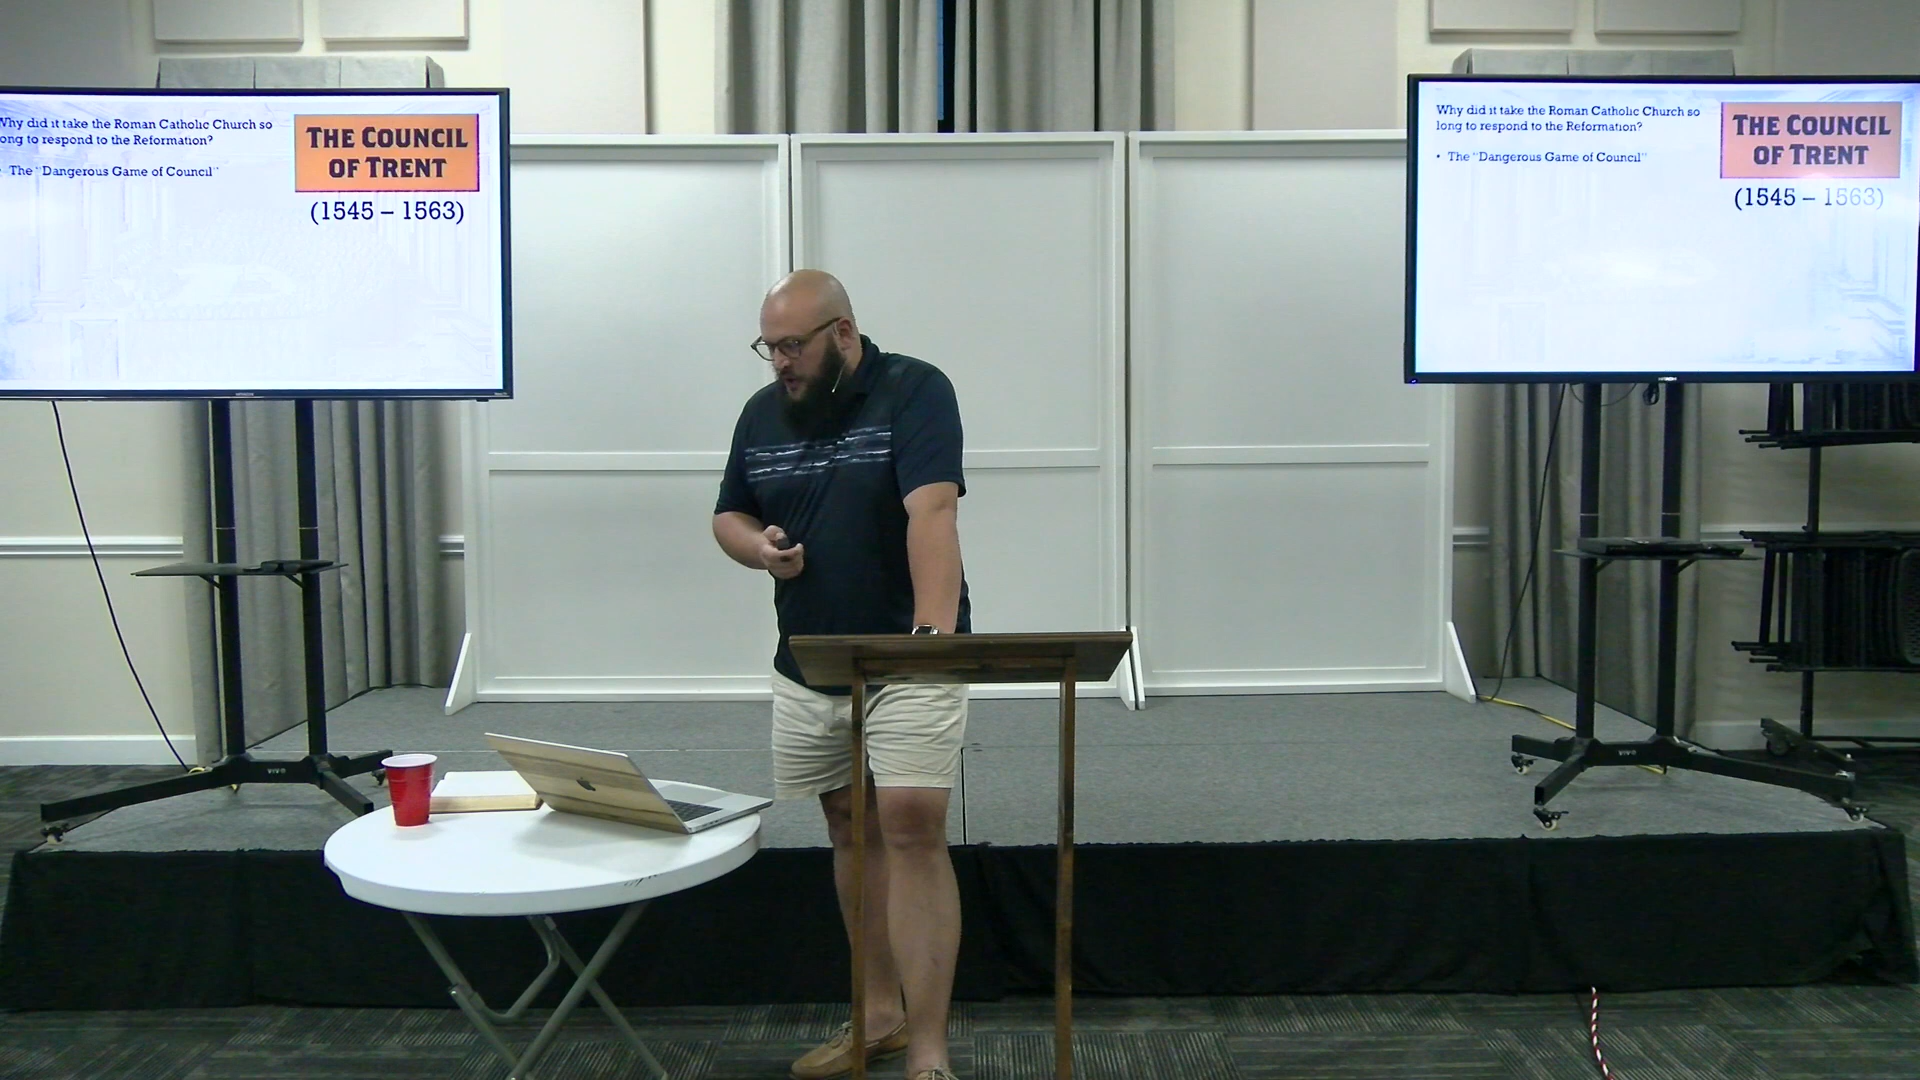 Why did it take the Roman Catholic Church so
long to respond to the Reformation?
• The "Dangerous Game of Council"
THE COUNCIL
OF TRENT
(1545 – 1563)
Why did it take the Roman Catholic Church so
long to respond to the Reformation?
• The "Dangerous Game of Council"
THE COUNCIL
OF TRENT
(1545 – 1563)
VIVO
VIVO